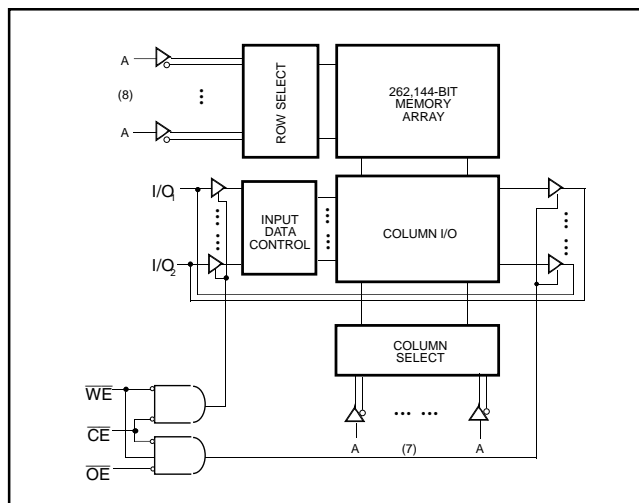 A
(8)
A
ROW SELECT
262,144-BIT
MEMORY
ARRAY
I/O1
I/O2
INPUT
DATA
CONTROL
COLUMN I/O
COLUMN
SELECT
WE
CE
OE
A
(7)
A